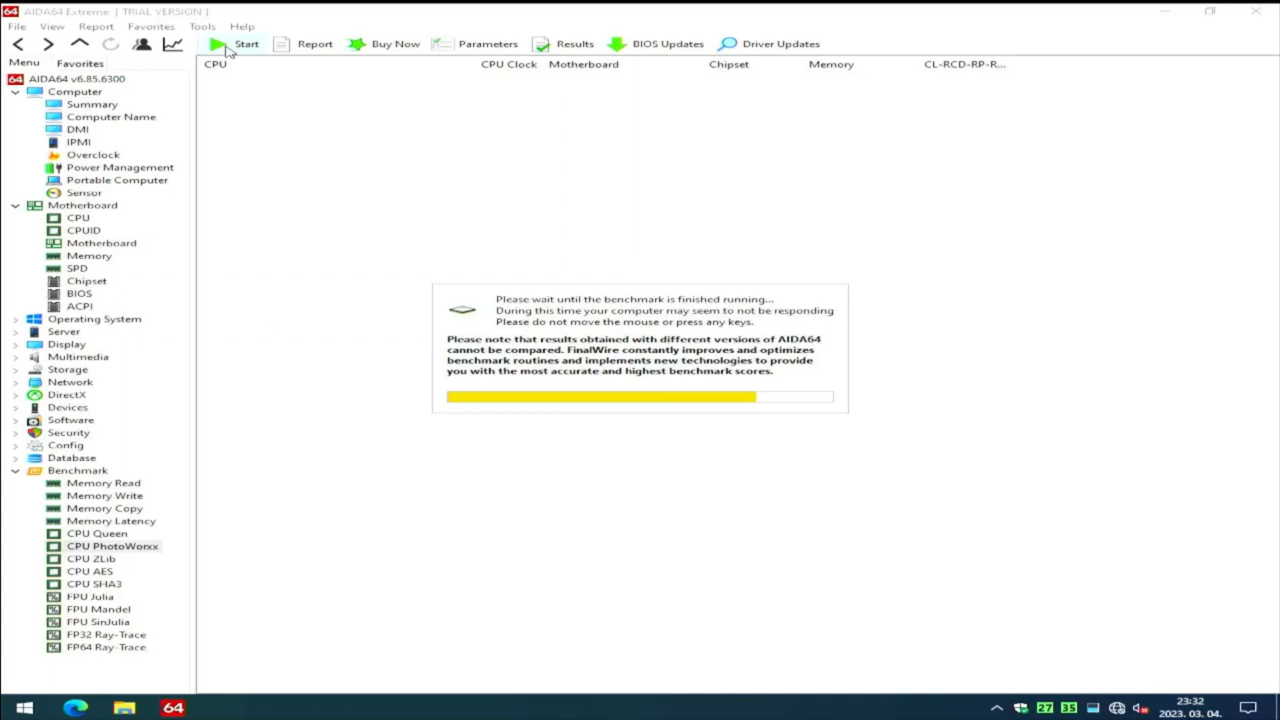 64 AIDA64 Extreme [ TRIAL VERSION ]
File View Report Favorites Tools Help
Start Report Buy Now Parameters Results BIOS Updates Driver Updates
Menu Favorites
CPU CPU Clock Motherboard Chipset Memory CL-RCD-RP-R...
64 AIDA64 v6.85.6300
Computer
Summary
Computer Name
DMI
IPMI
Overclock
Power Management
Portable Computer
Sensor
Motherboard
CPU
CPUID
Motherboard
Memory
SPD
Chipset
BIOS
ACPI
Operating System
Server
Display
Multimedia
Storage
Network
DirectX
Devices
Software
Security
Config
Database
Benchmark
Memory Read
Memory Write
Memory Copy
Memory Latency
CPU Queen
CPU PhotoWorxx
CPU ZLib
CPU AES
CPU SHA3
FPU Julia
FPU Mandel
FPU SinJulia
FP32 Ray-Trace
FP64 Ray-Trace
Please wait until the benchmark is finished running...
During this time your computer may seem to not be responding
Please do not move the mouse or press any keys.
Please note that results obtained with different versions of AIDA64
cannot be compared. FinalWire constantly improves and optimizes
benchmark routines and implements new technologies to provide
you with the most accurate and highest benchmark scores.
64
27 35
23:32
2023. 03. 04.